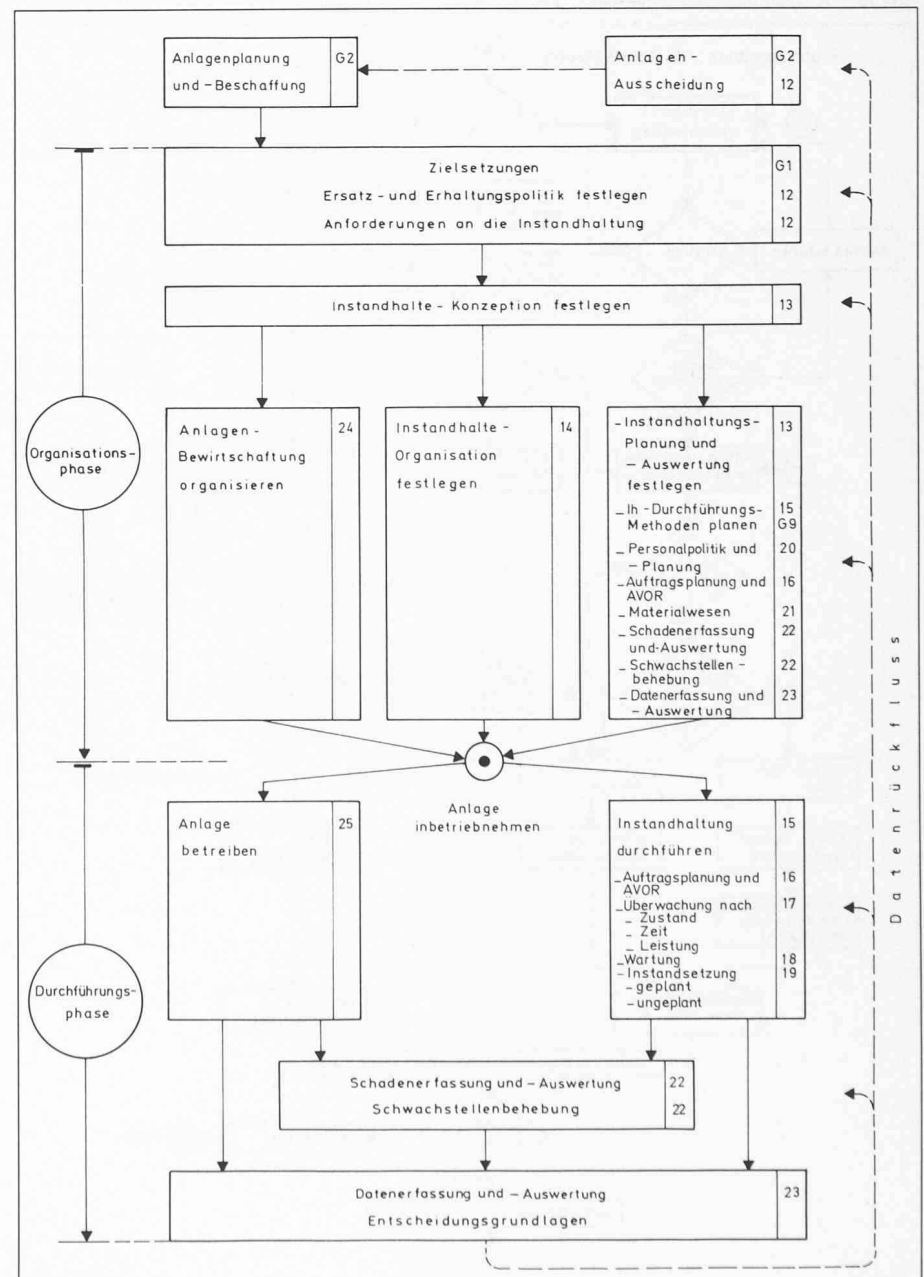 Anlagenplanung G2
und - Beschaffung
Anlagen - G2
Ausscheidung 12
Zielsetzungen G1
Ersatz - und Erhaltungspolitik festlegen 12
Anforderungen an die Instandhaltung 12
Instandhalte - Konzeption festlegen 13
Organisations-
phase
Anlagen - 24
Bewirtschaftung
organisieren
Instandhalte - 14
Organisation
festlegen
- Instandhaltungs- 13
Planung und
- Auswertung
festlegen
- Ih - Durchführungs- 15
Methoden planen G9
- Personalpolitik und 20
- Planung
- Auftragsplanung und 16
AVOR
- Materialwesen 21
- Schadenerfassung 22
und-Auswertung
- Schwachstellen - 22
behebung
- Datenerfassung und 23
- Auswertung
Anlage
inbetriebnehmen
Durchführungs-
phase
Anlage 25
betreiben
Instandhaltung 15
durchführen
- Auftragsplanung und 16
AVOR
- Überwachung nach 17
- Zustand
- Zeit
- Leistung
- Wartung 18
- Instandsetzung 19
- geplant
- ungeplant
Schadenerfassung und - Auswertung 22
Schwachstellenbehebung 22
Datenerfassung und - Auswertung 23
Entscheidungsgrundlagen
Datenrückfluss